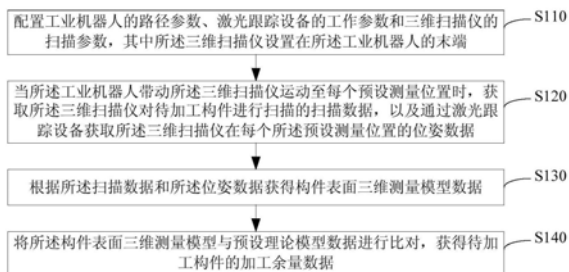 配置工业机器人的路径参数、激光跟踪设备的工作参数和三维扫描仪的
扫描参数，其中所述三维扫描仪设置在所述工业机器人的末端
S110
当所述工业机器人带动所述三维扫描仪运动至每个预设测量位置时，获
取所述三维扫描仪对待加工构件进行扫描的扫描数据，以及通过激光跟
踪设备获取所述三维扫描仪在每个所述预设测量位置的位姿数据
S120
根据所述扫描数据和所述位姿数据获得构件表面三维测量模型数据
S130
将所述构件表面三维测量模型与预设理论模型数据进行比对，获得待加
工构件的加工余量数据
S140